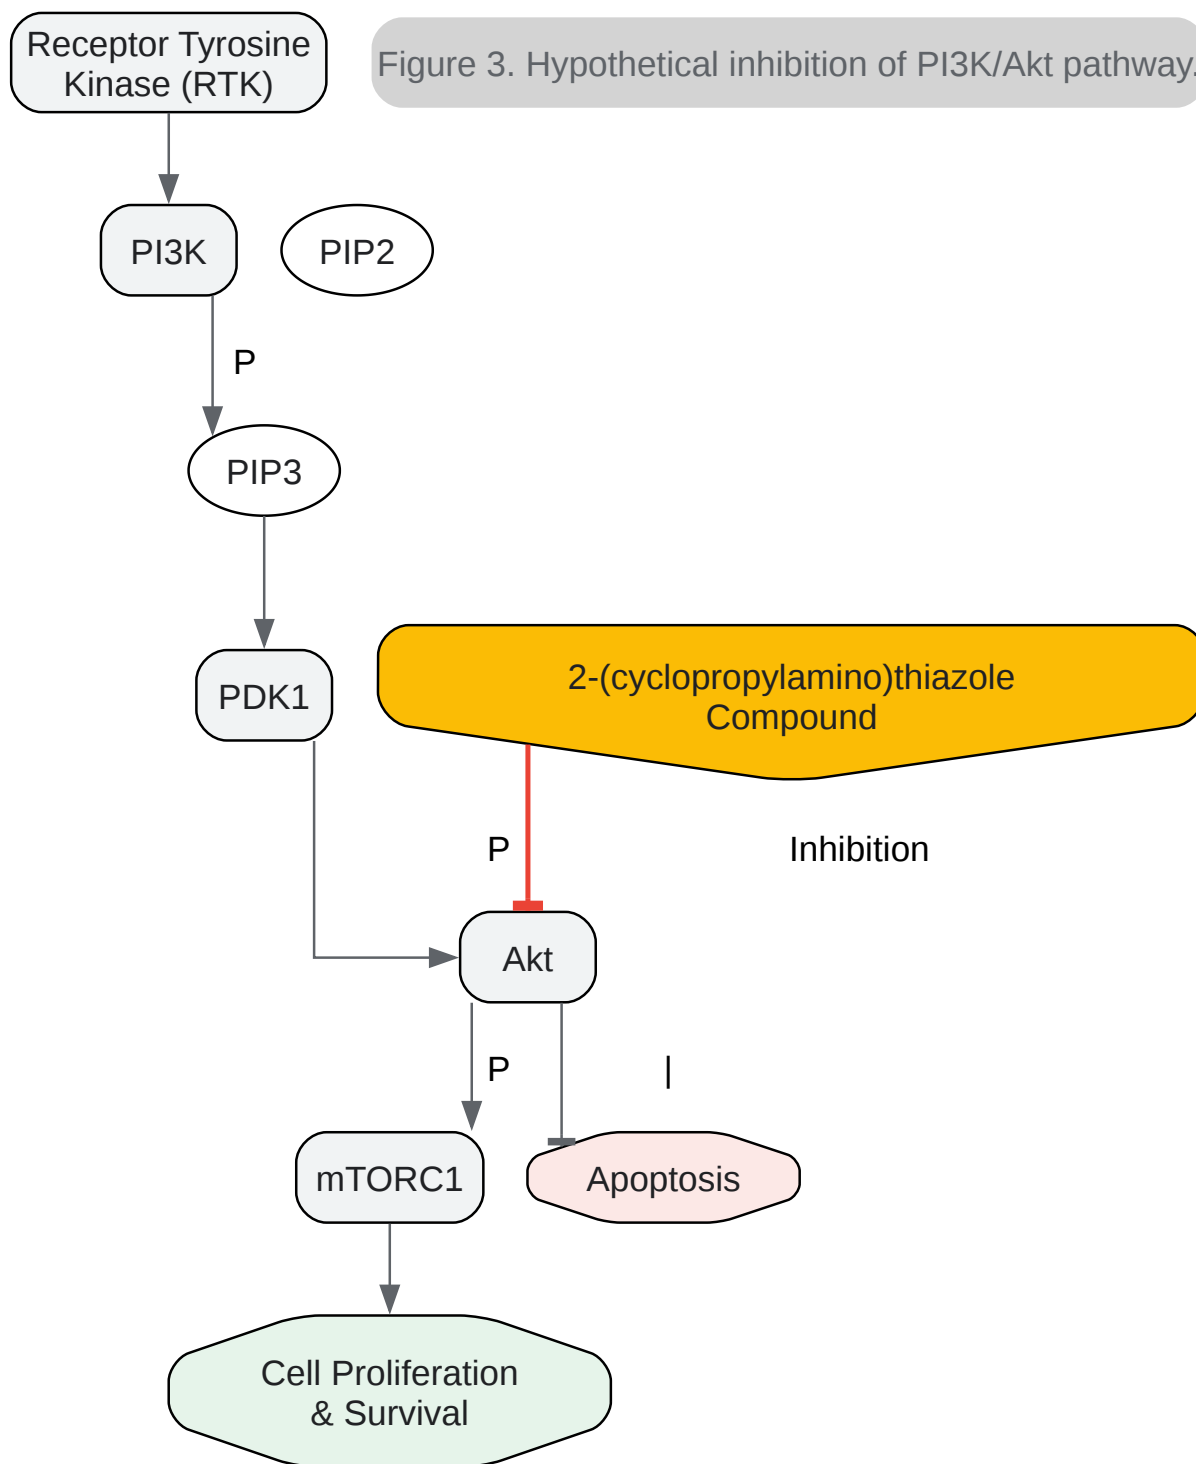 Receptor Tyrosine
Kinase (RTK)
Figure 3. Hypothetical inhibition of PI3K/Akt pathway.
PI3K
PIP2
P
PIP3
PDK1
2-(cyclopropylamino)thiazole
Compound
P
Inhibition
Akt
P
|
mTORC1
Apoptosis
Cell Proliferation
& Survival